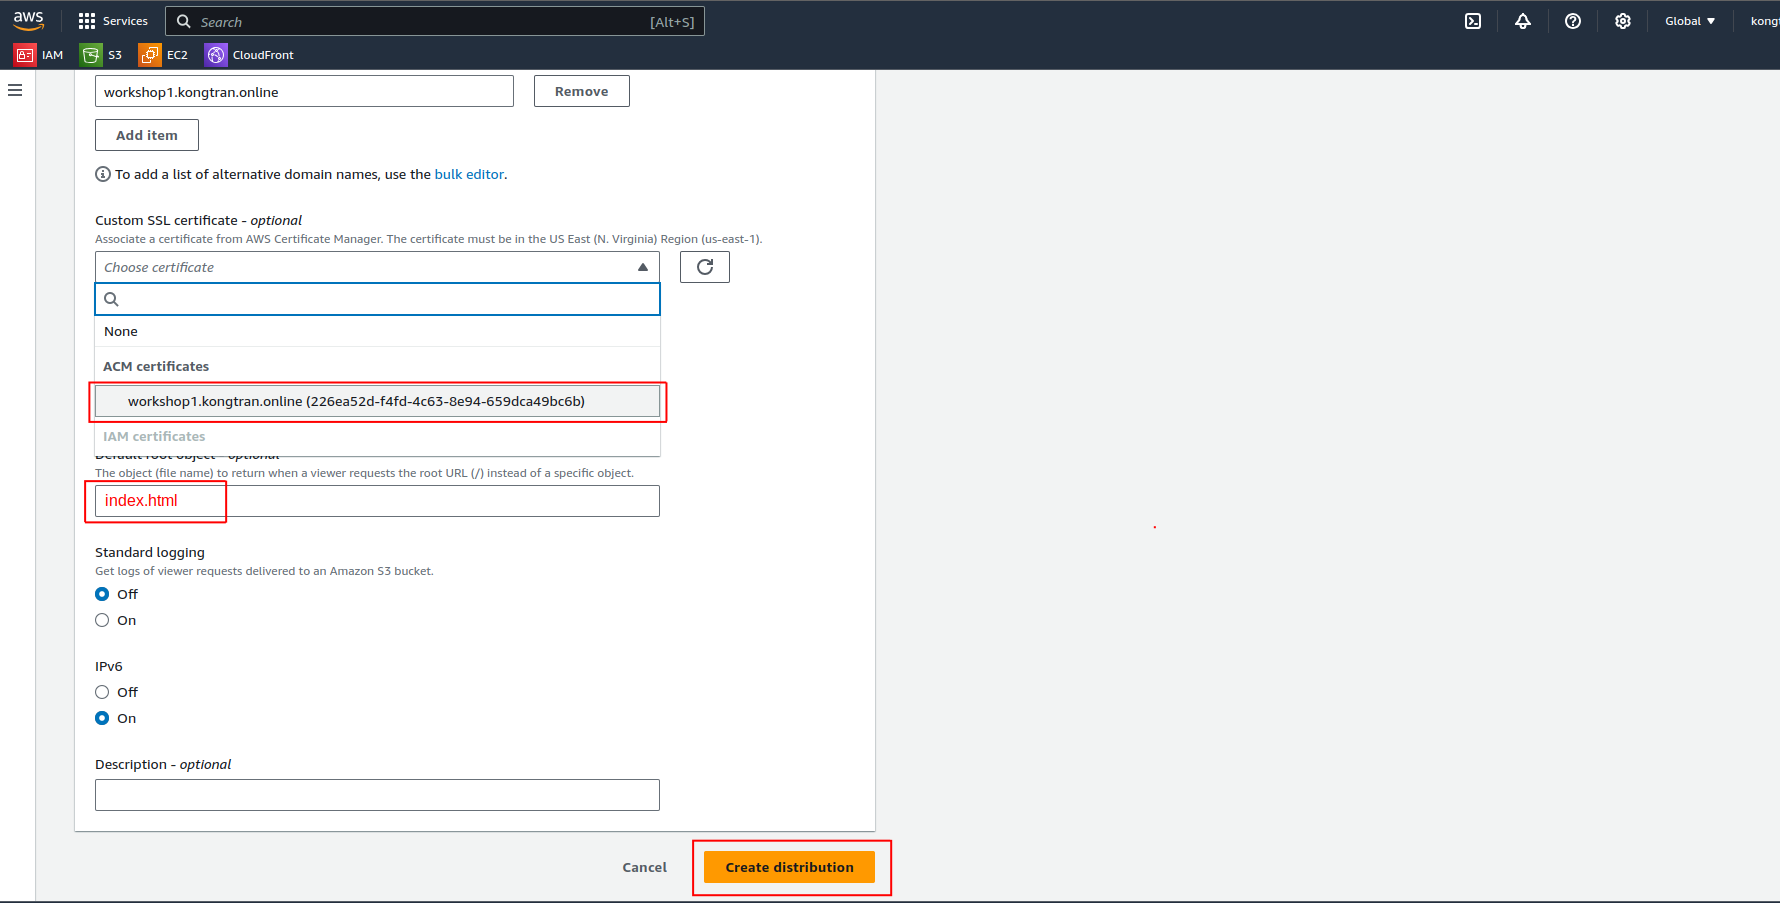 aws
Services
Search
[Alt+S]
Global
kong
IAM
S3
EC2
CloudFront
workshop1.kongtran.online
Remove
Add item
To add a list of alternative domain names, use the bulk editor.
Custom SSL certificate - optional
Associate a certificate from AWS Certificate Manager. The certificate must be in the US East (N. Virginia) Region (us-east-1).
Choose certificate
None
ACM certificates
workshop1.kongtran.online (226ea52d-f4fd-4c63-8e94-659dca49bc6b)
IAM certificates
Default root object - optional
The object (file name) to return when a viewer requests the root URL (/) instead of a specific object.
index.html
Standard logging
Get logs of viewer requests delivered to an Amazon S3 bucket.
Off
On
IPv6
Off
On
Description - optional
Cancel
Create distribution